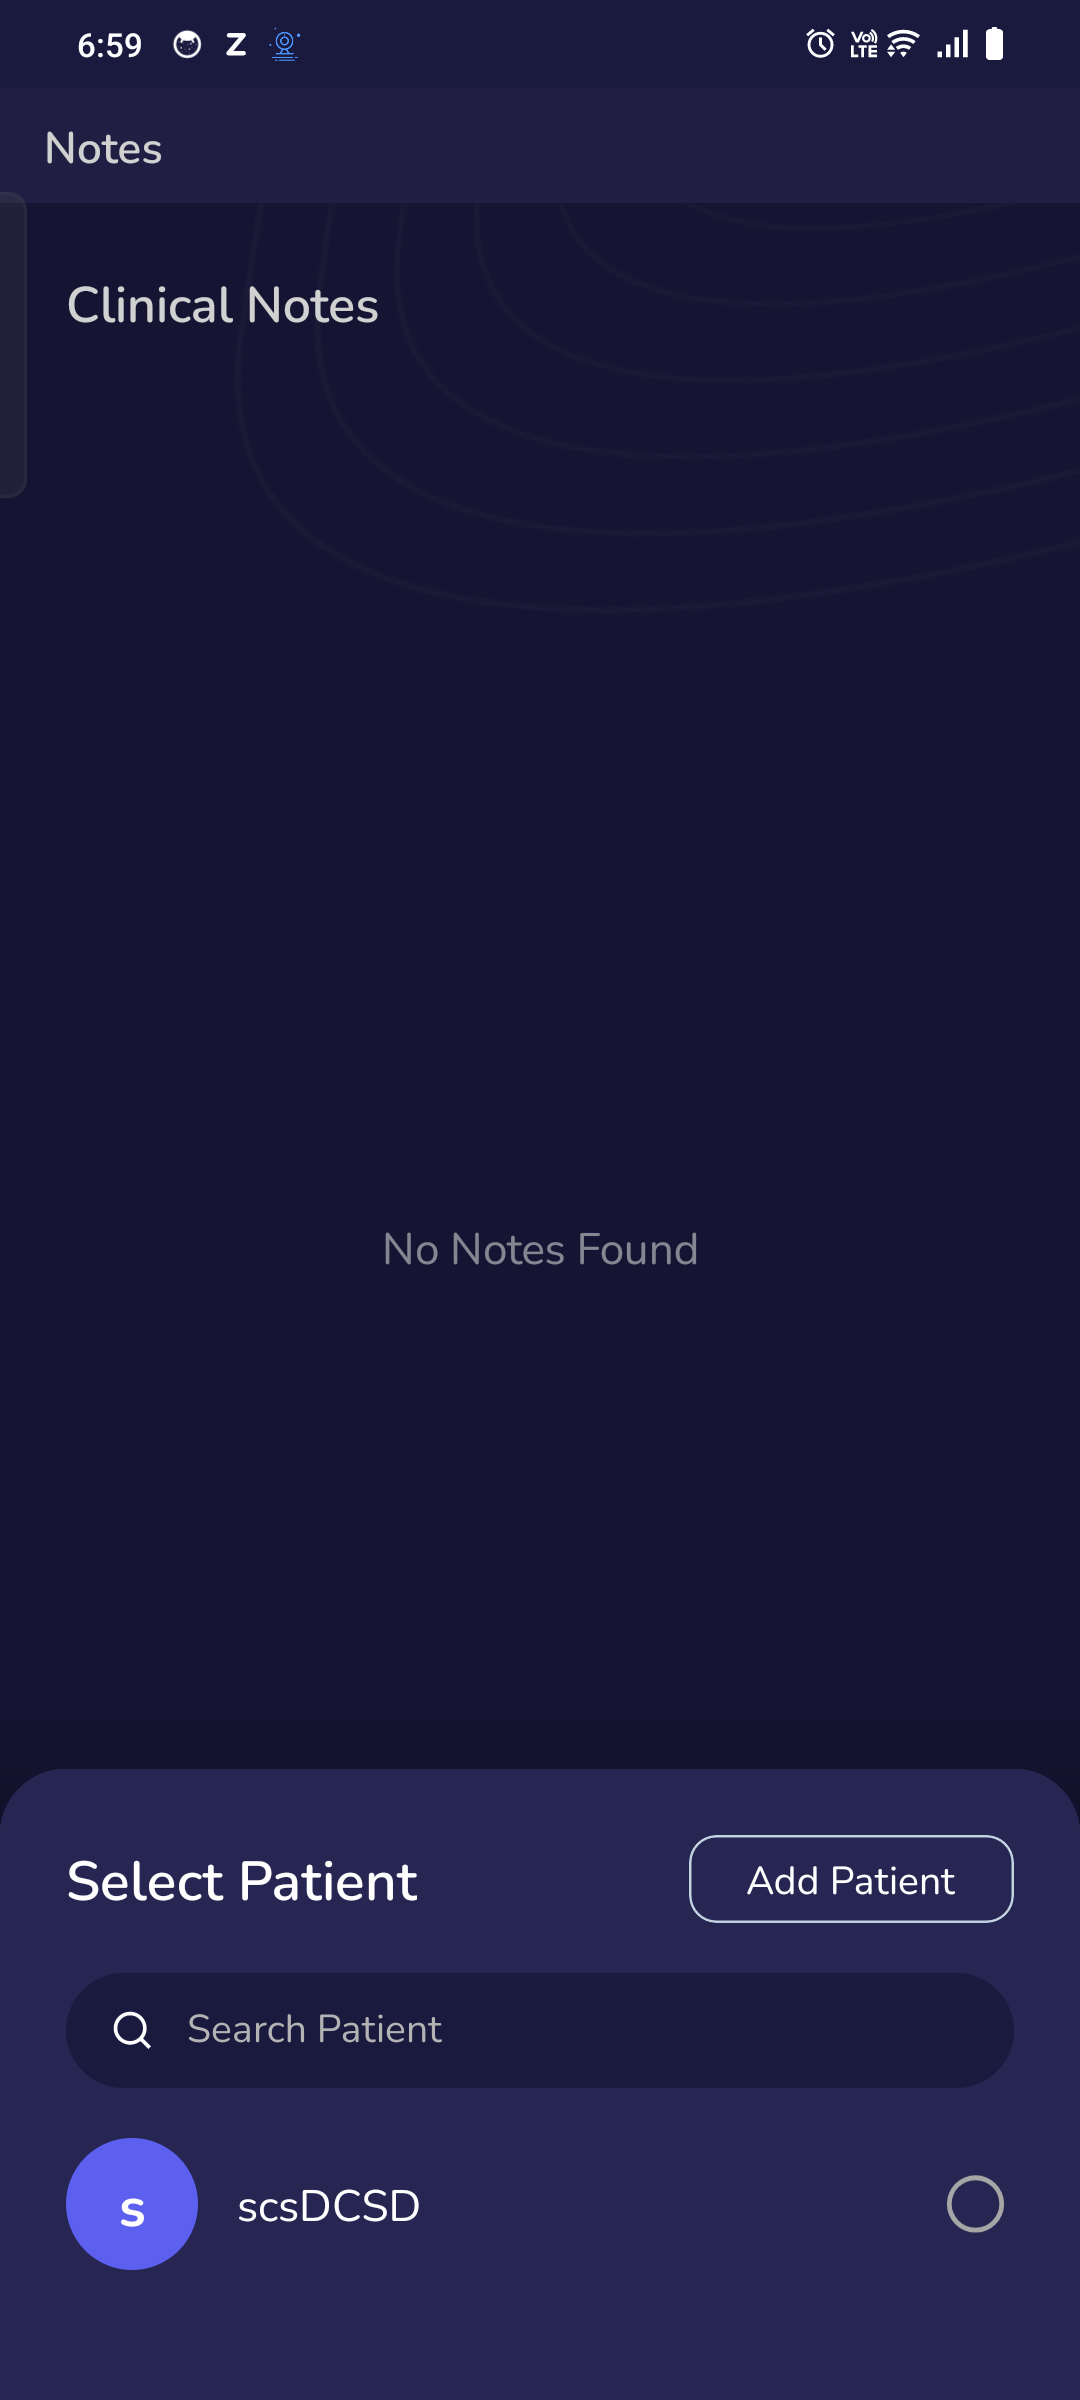 6:59 Z Vo LTE
Notes
Clinical Notes
No Notes Found
Select Patient
Add Patient
Search Patient
s scsDCSD